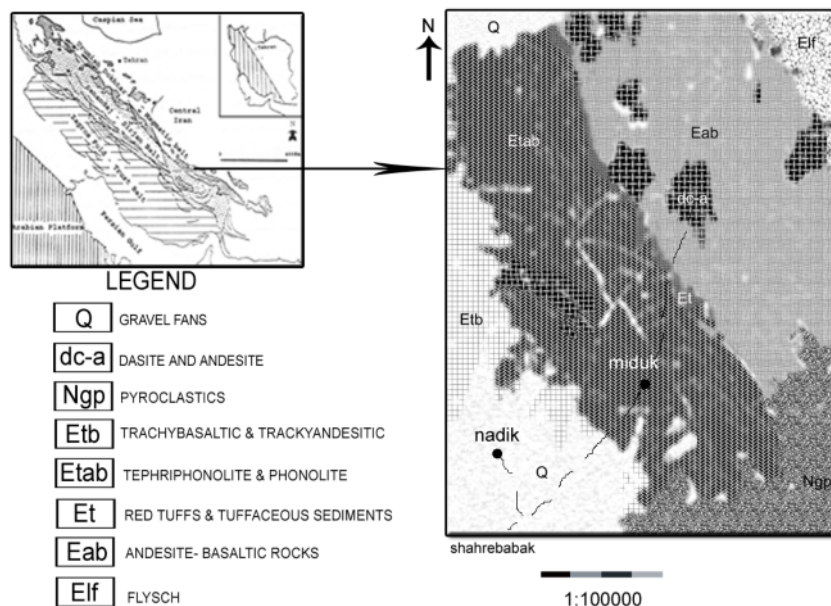 Caspian Sea
Tehran
Tehran
Central
Iran
Arabian Platform
Persian Gulf
LEGEND
Q GRAVEL FANS
dc-a DASITE AND ANDESITE
Ngp PYROCLASTICS
Etb TRACHYBASALTIC & TRACKYANDESITIC
Etab TEPHRIPHONOLITE & PHONOLITE
Et RED TUFFS & TUFFACEOUS SEDIMENTS
Eab ANDESITE- BASALTIC ROCKS
Elf FLYSCH
N
Q
Elf
Etab
Eab
dc-a
Et
Etb
miduk
nadik
Q
Ngp
shahrebabak
1:100000